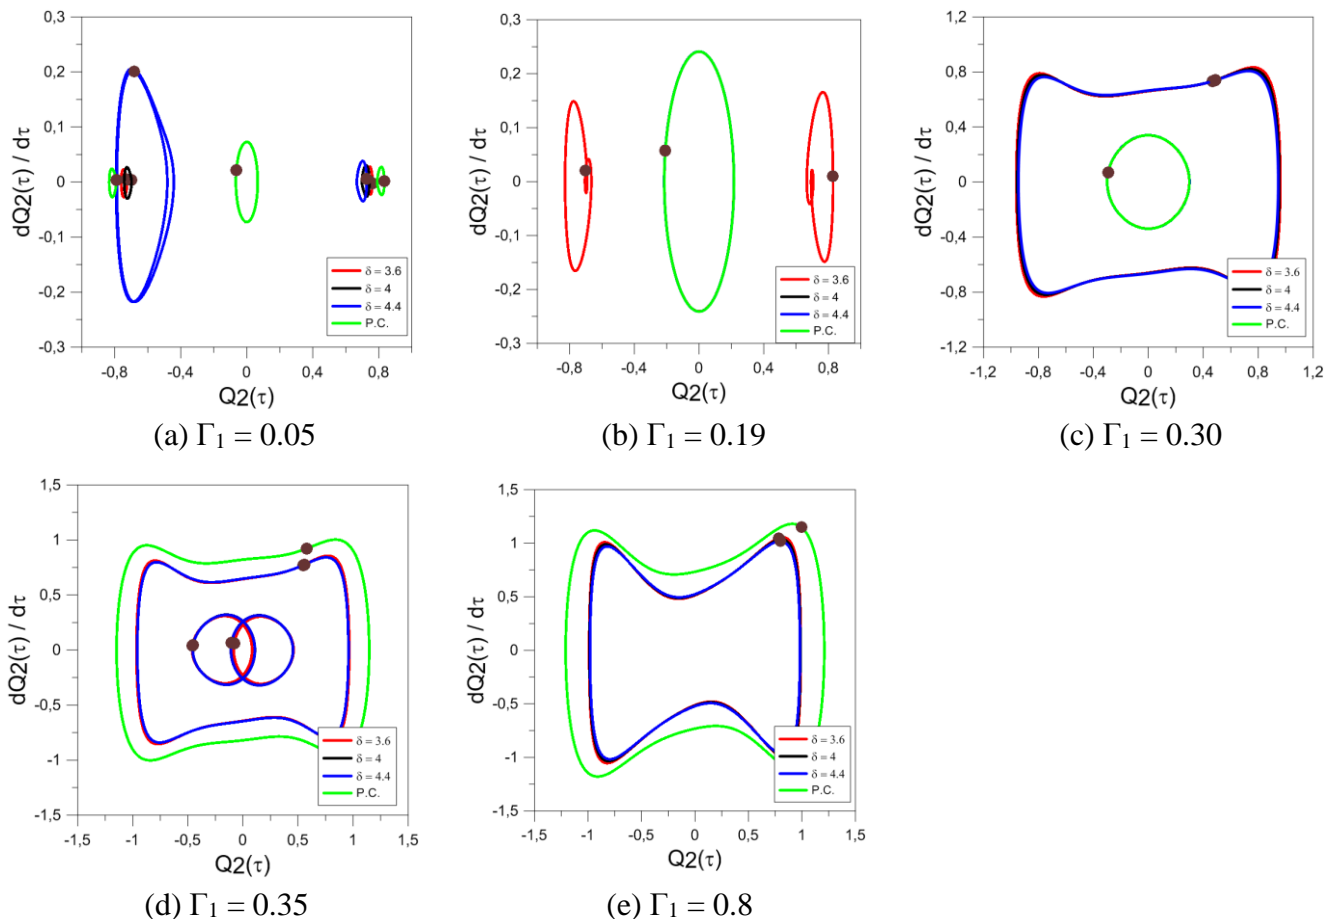 0,3
0,2
0,1
0
-0,1
-0,2
-0,3
dQ2(τ) / dτ
-0,8 -0,4 0 0,4 0,8
Q2(τ)
δ = 3.6
δ = 4
δ = 4.4
P.C.
(a) Γ₁ = 0.05
0,3
0,2
0,1
0
-0,1
-0,2
-0,3
dQ2(τ) / dτ
-0,8 -0,4 0 0,4 0,8
Q2(τ)
δ = 3.6
δ = 4
δ = 4.4
P.C.
(b) Γ₁ = 0.19
1,2
0,8
0,4
0
-0,4
-0,8
-1,2
dQ2(τ) / dτ
-1,2 -0,8 -0,4 0 0,4 0,8 1,2
Q2(τ)
δ = 3.6
δ = 4
δ = 4.4
P.C.
(c) Γ₁ = 0.30
1,5
1
0,5
0
-0,5
-1
-1,5
dQ2(τ) / dτ
-1,5 -1 -0,5 0 0,5 1 1,5
Q2(τ)
δ = 3.6
δ = 4
δ = 4.4
P.C.
(d) Γ₁ = 0.35
1,5
1
0,5
0
-0,5
-1
-1,5
dQ2(τ) / dτ
-1,5 -1 -0,5 0 0,5 1 1,5
Q2(τ)
δ = 3.6
δ = 4
δ = 4.4
P.C.
(e) Γ₁ = 0.8